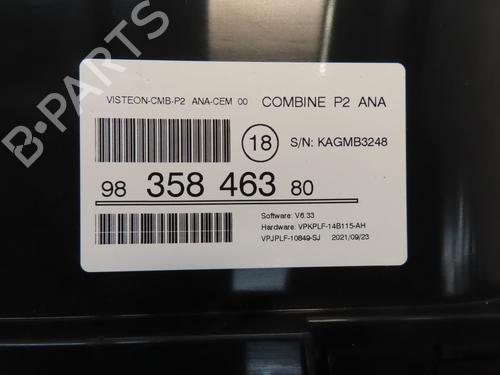 VISTEON-CMB-P2 ANA-CEM 00
COMBINE P2 ANA
18
S/N: KAGMB3248
98 358 463 80
Software: V6.33
Hardware: VPKPLF-14B115-AH
VPJPLF-10849-SJ 2021/09/23
B-PARTS